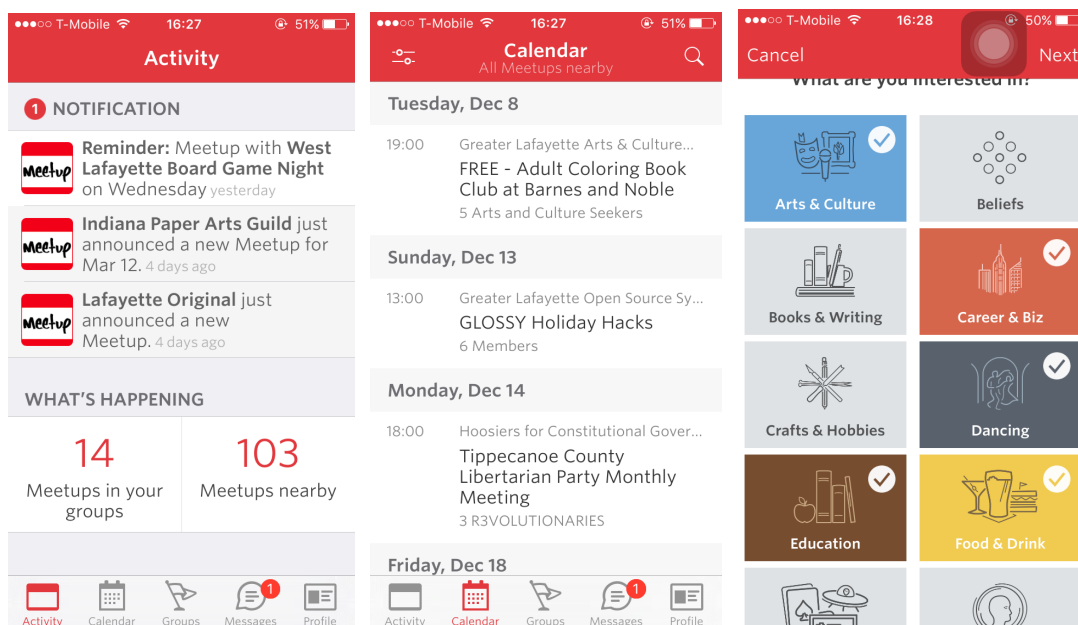 T-Mobile 16:27 51%
Activity
1 NOTIFICATION
Meetup
Reminder: Meetup with West
Lafayette Board Game Night
on Wednesday yesterday
Meetup
Indiana Paper Arts Guild just
announced a new Meetup for
Mar 12. 4 days ago
Meetup
Lafayette Original just
announced a new
Meetup. 4 days ago
WHAT'S HAPPENING
14
Meetups in your
groups
103
Meetups nearby
1
Activity Calendar Groups Messages Profile
T-Mobile 16:27 51%
Calendar
All Meetups nearby
Tuesday, Dec 8
19:00 Greater Lafayette Arts & Culture...
FREE - Adult Coloring Book
Club at Barnes and Noble
5 Arts and Culture Seekers
Sunday, Dec 13
13:00 Greater Lafayette Open Source Sy...
GLOSSY Holiday Hacks
6 Members
Monday, Dec 14
18:00 Hoosiers for Constitutional Gover...
Tippecanoe County
Libertarian Party Monthly
Meeting
3 R3VOLUTIONARIES
Friday, Dec 18
1
Activity Calendar Groups Messages Profile
T-Mobile 16:28 50%
Cancel Next
What are you interested in?
Arts & Culture
Beliefs
Books & Writing
Career & Biz
Crafts & Hobbies
Dancing
Education
Food & Drink